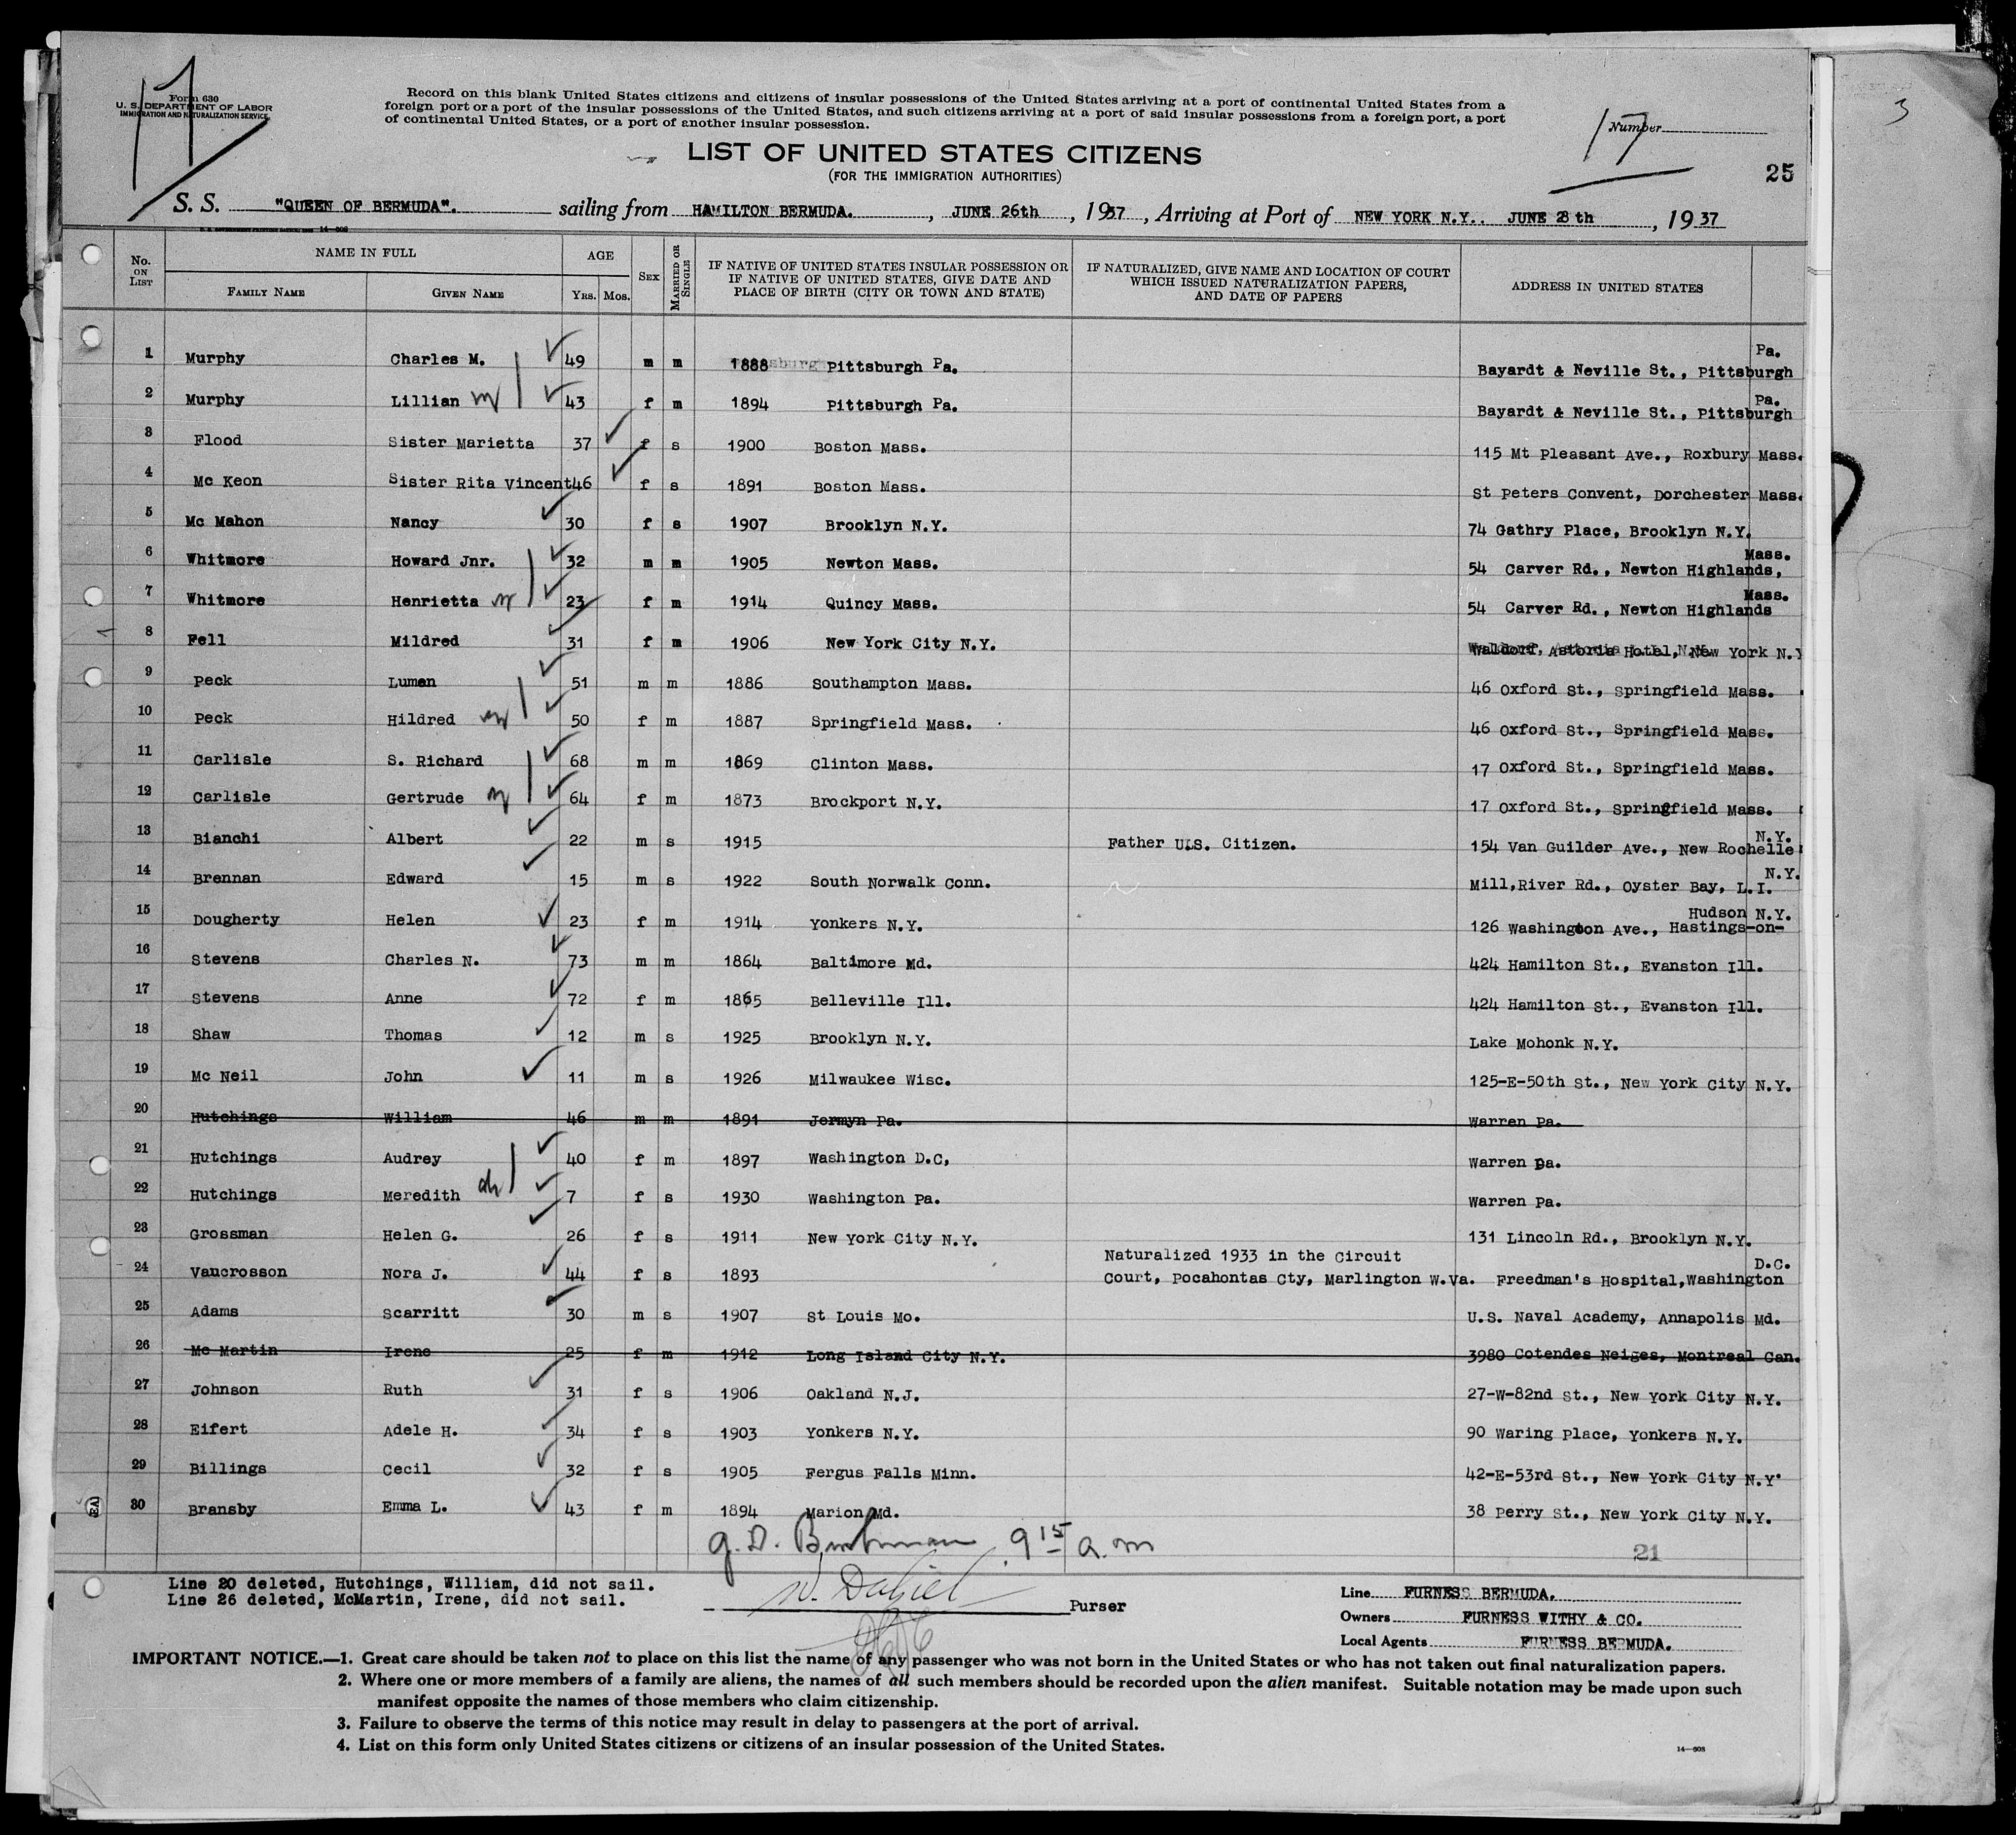 17
Form 630
U. S. DEPARTMENT OF LABOR
IMMIGRATION AND NATURALIZATION SERVICE
Record on this blank United States citizens and citizens of insular possessions of the United States arriving at a port of continental United States from a
foreign port or a port of the insular possessions of the United States, and such citizens arriving at a port of said insular possessions from a foreign port, a port
of continental United States, or a port of another insular possession.
3
Number
17
LIST OF UNITED STATES CITIZENS
(FOR THE IMMIGRATION AUTHORITIES)
25
S. S. "QUEEN OF BERMUDA". sailing from HAMILTON BERMUDA. , JUNE 26th , 1937 , Arriving at Port of NEW YORK N.Y.. JUNE 28th , 1937
14-608
No. ON LIST NAME IN FULL AGE SEX MARRIED OR SINGLE IF NATIVE OF UNITED STATES INSULAR POSSESSION OR IF NATIVE OF UNITED STATES, GIVE DATE AND PLACE OF BIRTH (CITY OR TOWN AND STATE) IF NATURALIZED, GIVE NAME AND LOCATION OF COURT WHICH ISSUED NATURALIZATION PAPERS, AND DATE OF PAPERS ADDRESS IN UNITED STATES
FAMILY NAME GIVEN NAME YRS. MOS.
1 Murphy Charles M. 49 m m 1888 Pittsburgh Pa. Bayardt & Neville St., Pittsburgh Pa.
2 Murphy Lillian m 43 f m 1894 Pittsburgh Pa. Bayardt & Neville St., Pittsburgh Pa.
3 Flood Sister Marietta 37 f s 1900 Boston Mass. 115 Mt Pleasant Ave., Roxbury Mass.
4 Mc Keon Sister Rita Vincent 46 f s 1891 Boston Mass. St Peters Convent, Dorchester Mass.
5 Mc Mahon Nancy 30 f s 1907 Brooklyn N.Y. 74 Gathry Place, Brooklyn N.Y.
6 Whitmore Howard Jnr. 32 m m 1905 Newton Mass. 54 Carver Rd., Newton Highlands, Mass.
7 Whitmore Henrietta m 23 f m 1914 Quincy Mass. 54 Carver Rd., Newton Highlands Mass.
8 Fell Mildred 31 f m 1906 New York City N.Y. Waldorf Astoria Hotel, New York N.Y
9 Peck Luman 51 m m 1886 Southampton Mass. 46 Oxford St., Springfield Mass.
10 Peck Hildred m 50 f m 1887 Springfield Mass. 46 Oxford St., Springfield Mass.
11 Carlisle S. Richard 68 m m 1869 Clinton Mass. 17 Oxford St., Springfield Mass.
12 Carlisle Gertrude m 64 f m 1873 Brockport N.Y. 17 Oxford St., Springfield Mass.
13 Bianchi Albert 22 m s 1915 Father U.S. Citizen. 154 Van Guilder Ave., New Rochelle N.Y.
14 Brennan Edward 15 m s 1922 South Norwalk Conn. Mill,River Rd., Oyster Bay, L.I. N.Y.
15 Dougherty Helen 23 f m 1914 Yonkers N.Y. 126 Washington Ave., Hastings-on- Hudson N.Y.
16 Stevens Charles N. 73 m m 1864 Baltimore Md. 424 Hamilton St., Evanston Ill.
17 Stevens Anne 72 f m 1865 Belleville Ill. 424 Hamilton St., Evanston Ill.
18 Shaw Thomas 12 m s 1925 Brooklyn N.Y. Lake Mohonk N.Y.
19 Mc Neil John 11 m s 1926 Milwaukee Wisc. 125-E-50th St., New York City N.Y.
20 Hutchings William 46 m m 1891 Jermyn Pa. Warren Pa.
21 Hutchings Audrey 40 f m 1897 Washington D.C, Warren Pa.
22 Hutchings Meredith ch 7 f s 1930 Washington Pa. Warren Pa.
23 Grossman Helen G. 26 f s 1911 New York City N.Y. 131 Lincoln Rd., Brooklyn N.Y.
24 Vancrosson Nora J. 44 f s 1893 Naturalized 1933 in the Circuit Court, Pocahontas Cty, Marlington W.Va. Freedman's Hospital,Washington D.C.
25 Adams Scarritt 30 m s 1907 St Louis Mo. U.S. Naval Academy, Annapolis Md.
26 Mc Martin Irene 25 f m 1912 Long Island City N.Y. 3980 Cotendes Neiges, Montreal Can.
27 Johnson Ruth 31 f s 1906 Oakland N.J. 27-W-82nd St., New York City N.Y.
28 Eifert Adele H. 34 f s 1903 Yonkers N.Y. 90 Waring Place, Yonkers N.Y.
29 Billings Cecil 32 f s 1905 Fergus Falls Minn. 42-E-53rd St., New York City N.Y.
30 Bransby Emma L. 43 f m 1894 Marion Md. 38 Perry St., New York City N.Y.
G. D. 9 15 a.m
21
Line 20 deleted, Hutchings, William, did not sail.
Line 26 deleted, McMartin, Irene, did not sail.
W. Dalziel Purser
Line FURNESS BERMUDA.
Owners FURNESS WITHY & CO.
Local Agents FURNESS BERMUDA.
IMPORTANT NOTICE.—1. Great care should be taken not to place on this list the name of any passenger who was not born in the United States or who has not taken out final naturalization papers.
2. Where one or more members of a family are aliens, the names of all such members should be recorded upon the alien manifest. Suitable notation may be made upon such
manifest opposite the names of those members who claim citizenship.
3. Failure to observe the terms of this notice may result in delay to passengers at the port of arrival.
4. List on this form only United States citizens or citizens of an insular possession of the United States.
14-608